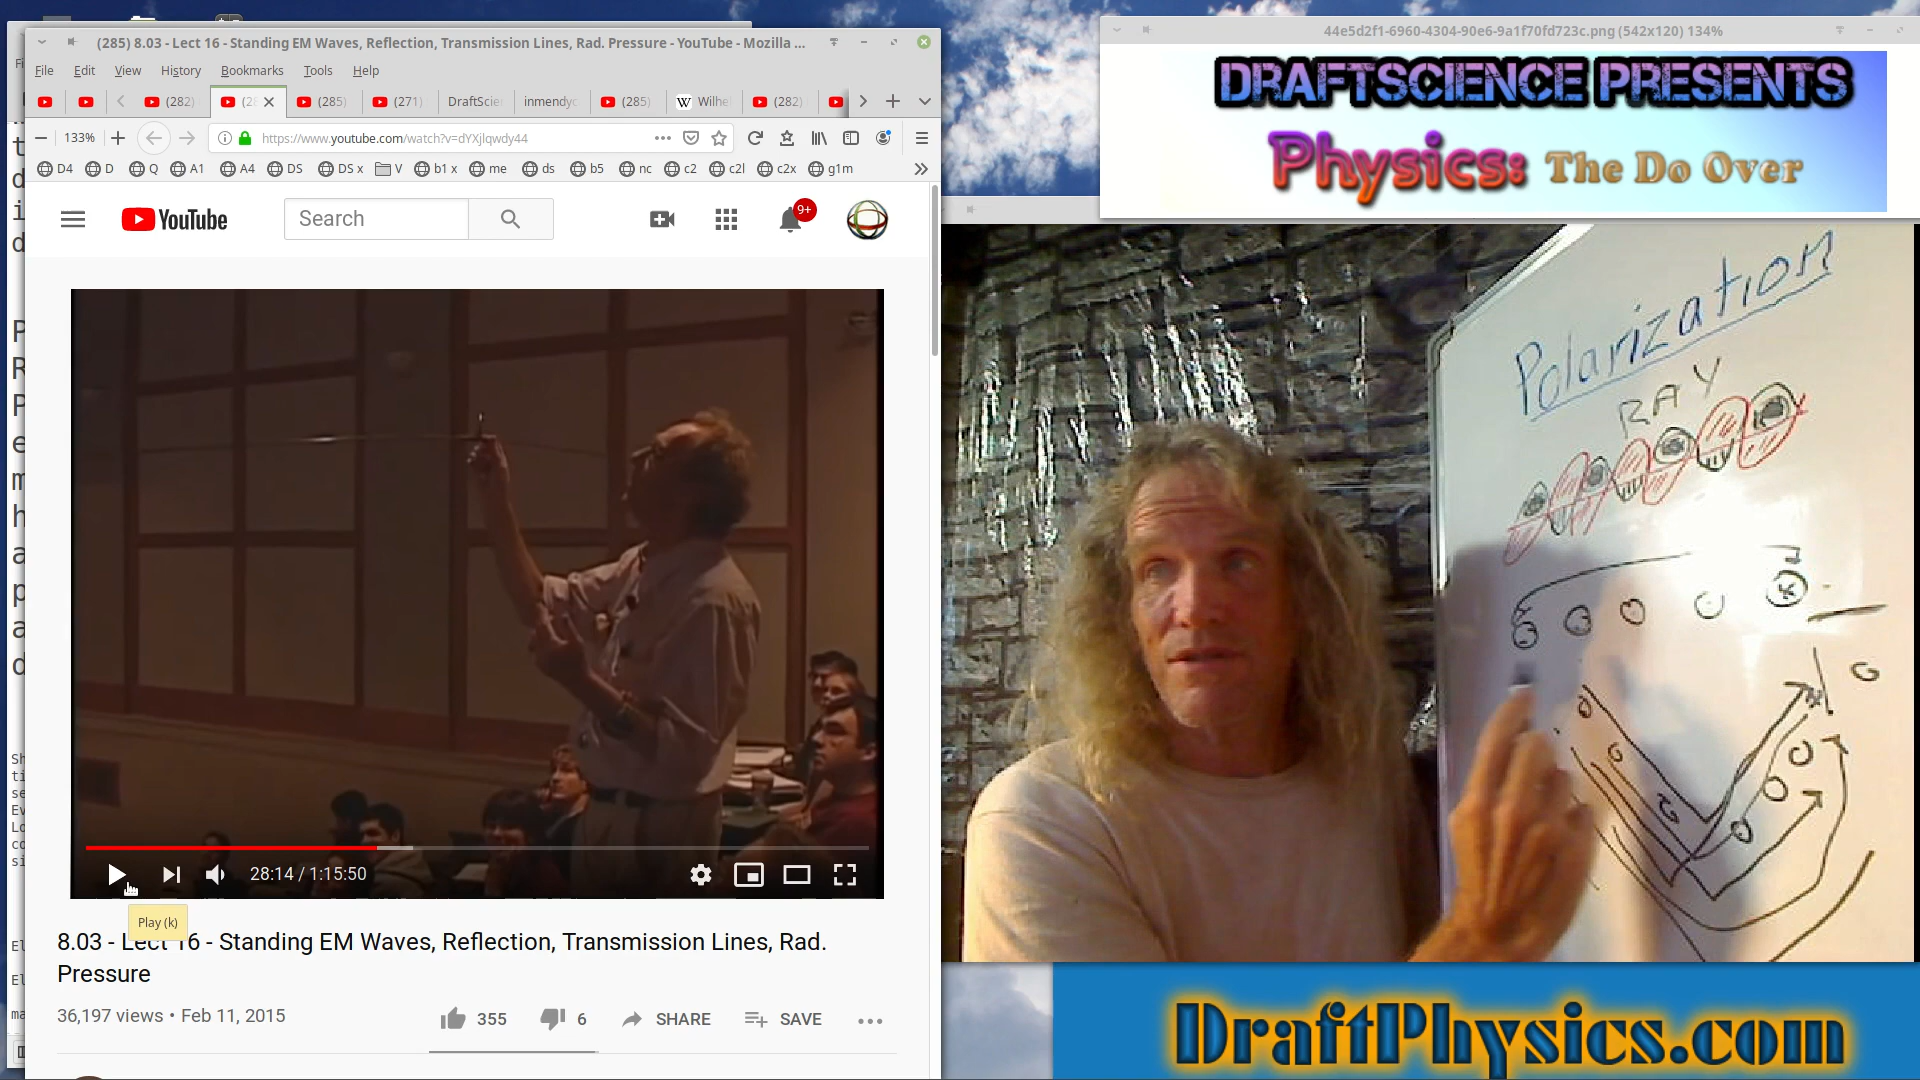 (285) 8.03 - Lect 16 - Standing EM Waves, Reflection, Transmission Lines, Rad. Pressure - YouTube - Mozilla ...
File Edit View History Bookmarks Tools Help
(282) (285) (271) DraftScie inmendyc (285) Wilhe (282)
133% https://www.youtube.com/watch?v=dYXjlqwdy44
D4 D Q A1 A4 DS DS x V b1 x me ds b5 nc c2 c2l c2x g1m
YouTube Search 9+
28:14 / 1:15:50
Play (k)
8.03 - Lect 16 - Standing EM Waves, Reflection, Transmission Lines, Rad.
Pressure
36,197 views • Feb 11, 2015
355 6 SHARE SAVE
44e5d2f1-6960-4304-90e6-9a1f70fd723c.png (542x120) 134%
DRAFTSCIENCE PRESENTS
Physics: The Do Over
Polarization
RAY
DraftPhysics.com